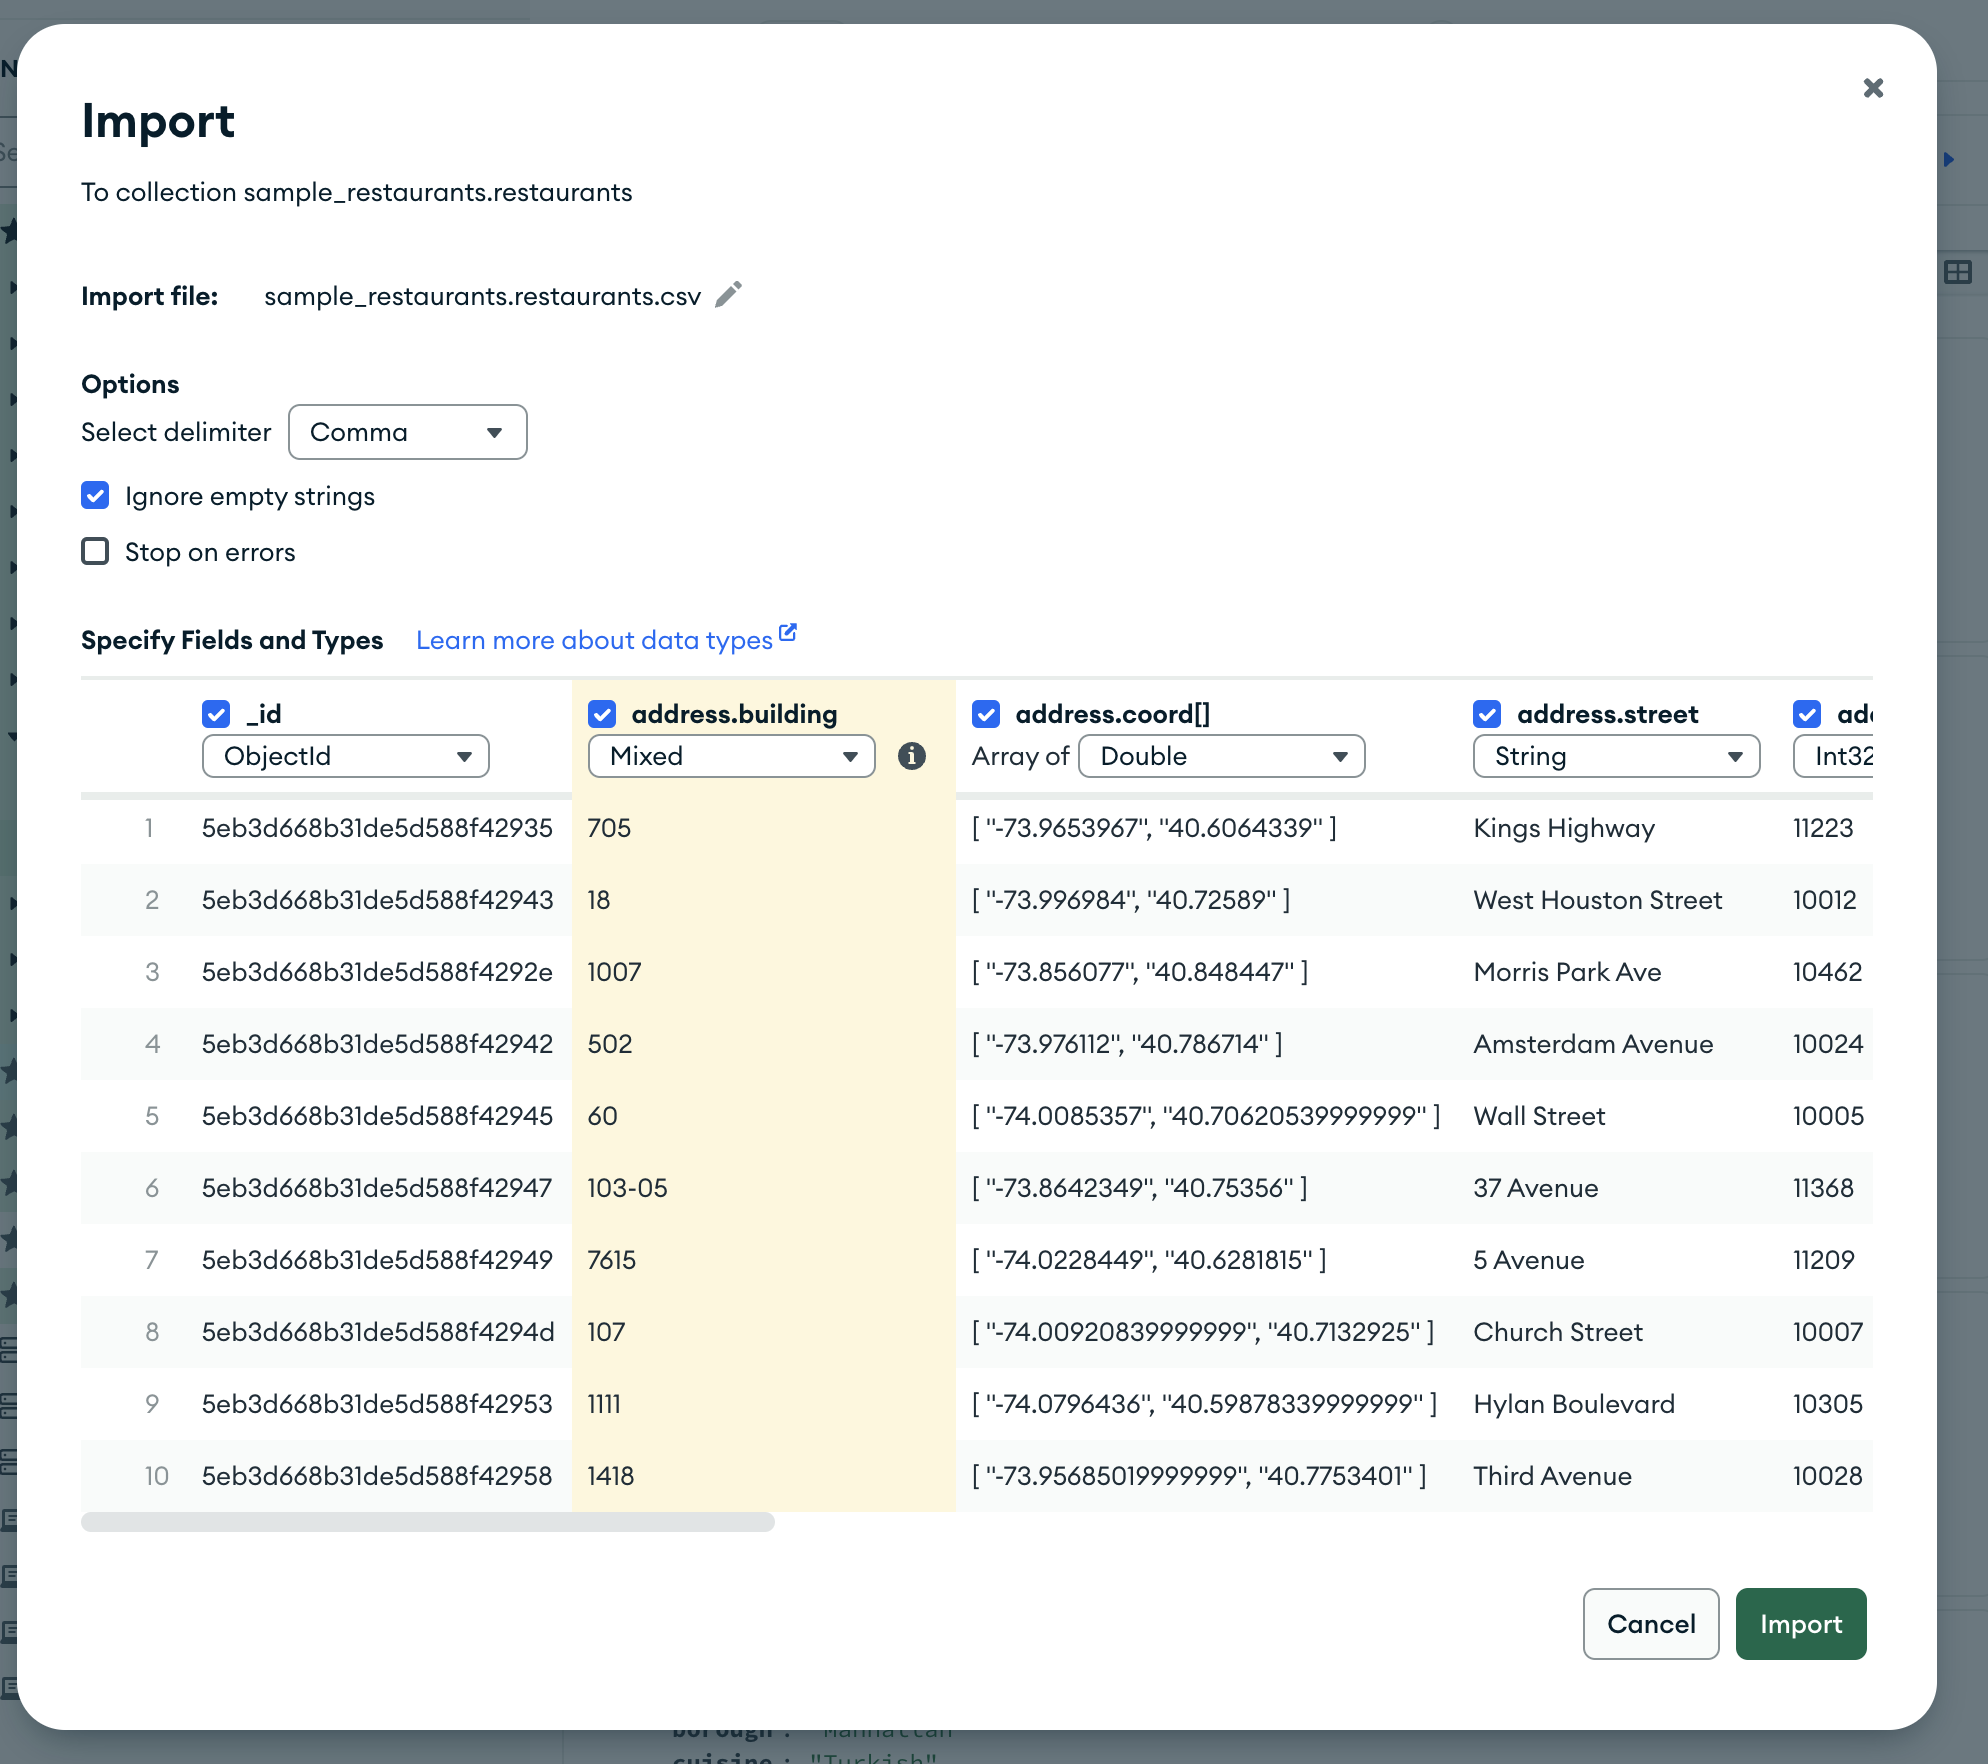 Import
To collection sample_restaurants.restaurants
Import file: sample_restaurants.restaurants.csv
Options
Select delimiter Comma
Ignore empty strings
Stop on errors
Specify Fields and Types Learn more about data types
_id address.building address.coord[] address.street
ObjectId Mixed Array of Double String Int32
1 5eb3d668b31de5d588f42935 705 [ "-73.9653967", "40.6064339" ] Kings Highway 11223
2 5eb3d668b31de5d588f42943 18 [ "-73.996984", "40.72589" ] West Houston Street 10012
3 5eb3d668b31de5d588f4292e 1007 [ "-73.856077", "40.848447" ] Morris Park Ave 10462
4 5eb3d668b31de5d588f42942 502 [ "-73.976112", "40.786714" ] Amsterdam Avenue 10024
5 5eb3d668b31de5d588f42945 60 [ "-74.0085357", "40.70620539999999" ] Wall Street 10005
6 5eb3d668b31de5d588f42947 103-05 [ "-73.8642349", "40.75356" ] 37 Avenue 11368
7 5eb3d668b31de5d588f42949 7615 [ "-74.0228449", "40.6281815" ] 5 Avenue 11209
8 5eb3d668b31de5d588f4294d 107 [ "-74.00920839999999", "40.7132925" ] Church Street 10007
9 5eb3d668b31de5d588f42953 1111 [ "-74.0796436", "40.59878339999999" ] Hylan Boulevard 10305
10 5eb3d668b31de5d588f42958 1418 [ "-73.95685019999999", "40.7753401" ] Third Avenue 10028
Cancel Import
borough : "Manhattan"
cuisine : "Turkish"